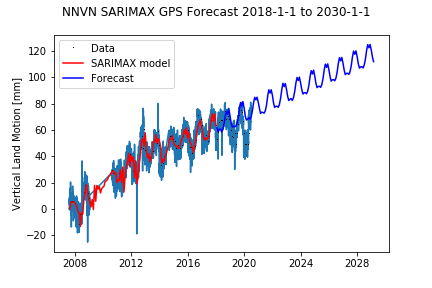 NNVN SARIMAX GPS Forecast 2018-1-1 to 2030-1-1
Vertical Land Motion [mm]
120
100
80
60
40
20
0
−20
Data
SARIMAX model
Forecast
2008
2012
2016
2020
2024
2028